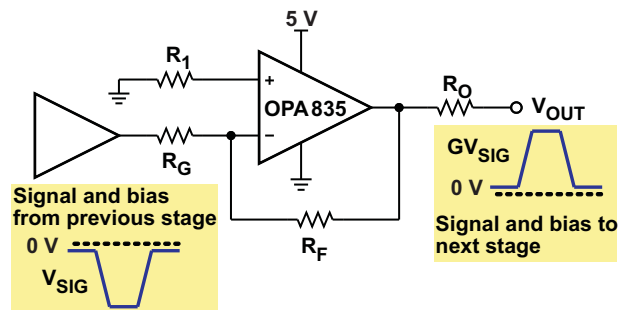 5 V
R1
+
OPA835
−
RG
RO
VOUT
Signal and bias
from previous stage
0 V
VSIG
RF
GVSIG
0 V
Signal and bias to
next stage